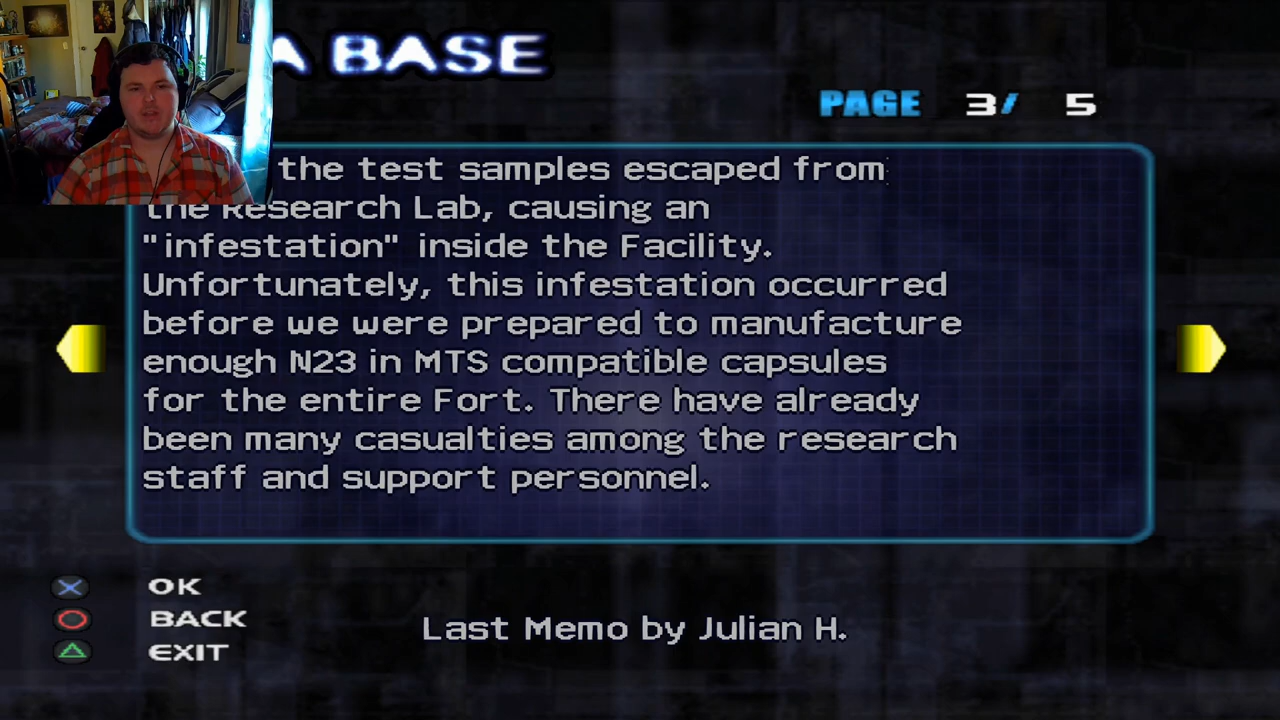 A BASE
PAGE 3/ 5
the test samples escaped from
the Research Lab, causing an
"infestation" inside the Facility.
Unfortunately, this infestation occurred
before we were prepared to manufacture
enough N23 in MTS compatible capsules
for the entire Fort. There have already
been many casualties among the research
staff and support personnel.
OK
BACK
EXIT
Last Memo by Julian H.